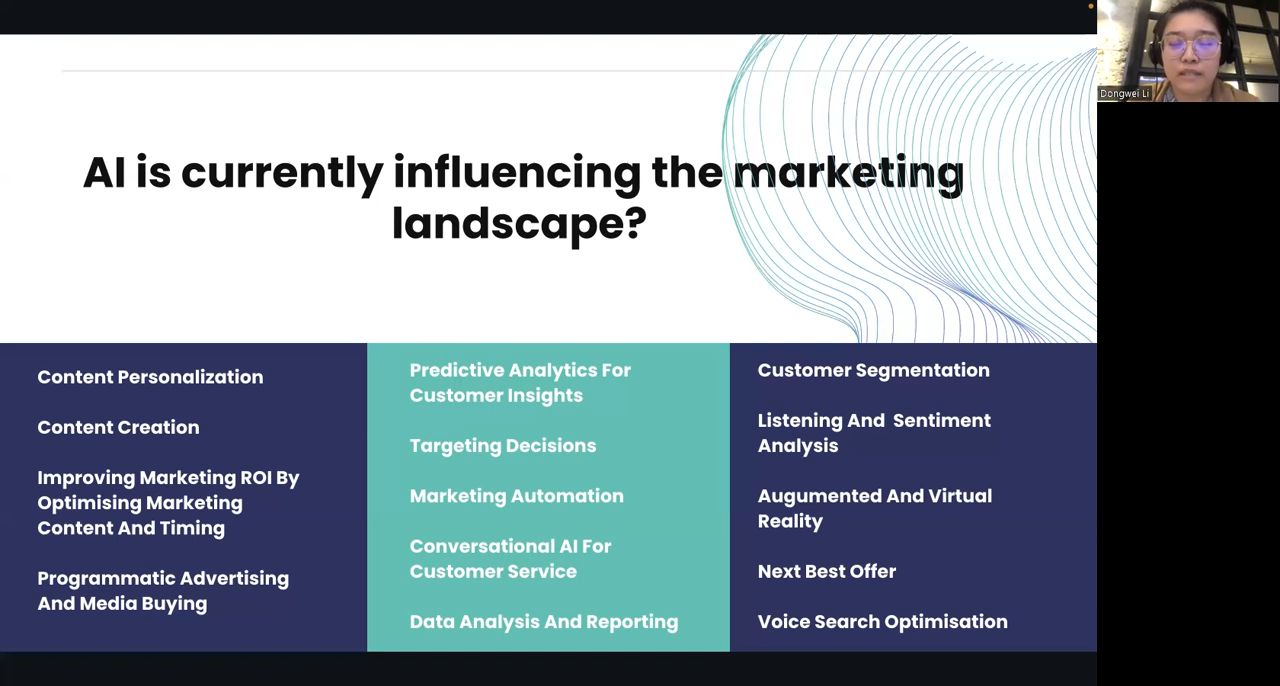 AI is currently influencing the marketing
landscape?
Content Personalization
Content Creation
Improving Marketing ROI By
Optimising Marketing
Content And Timing
Programmatic Advertising
And Media Buying
Predictive Analytics For
Customer Insights
Targeting Decisions
Marketing Automation
Conversational AI For
Customer Service
Data Analysis And Reporting
Customer Segmentation
Listening And  Sentiment
Analysis
Augumented And Virtual
Reality
Next Best Offer
Voice Search Optimisation
Dongwei Li